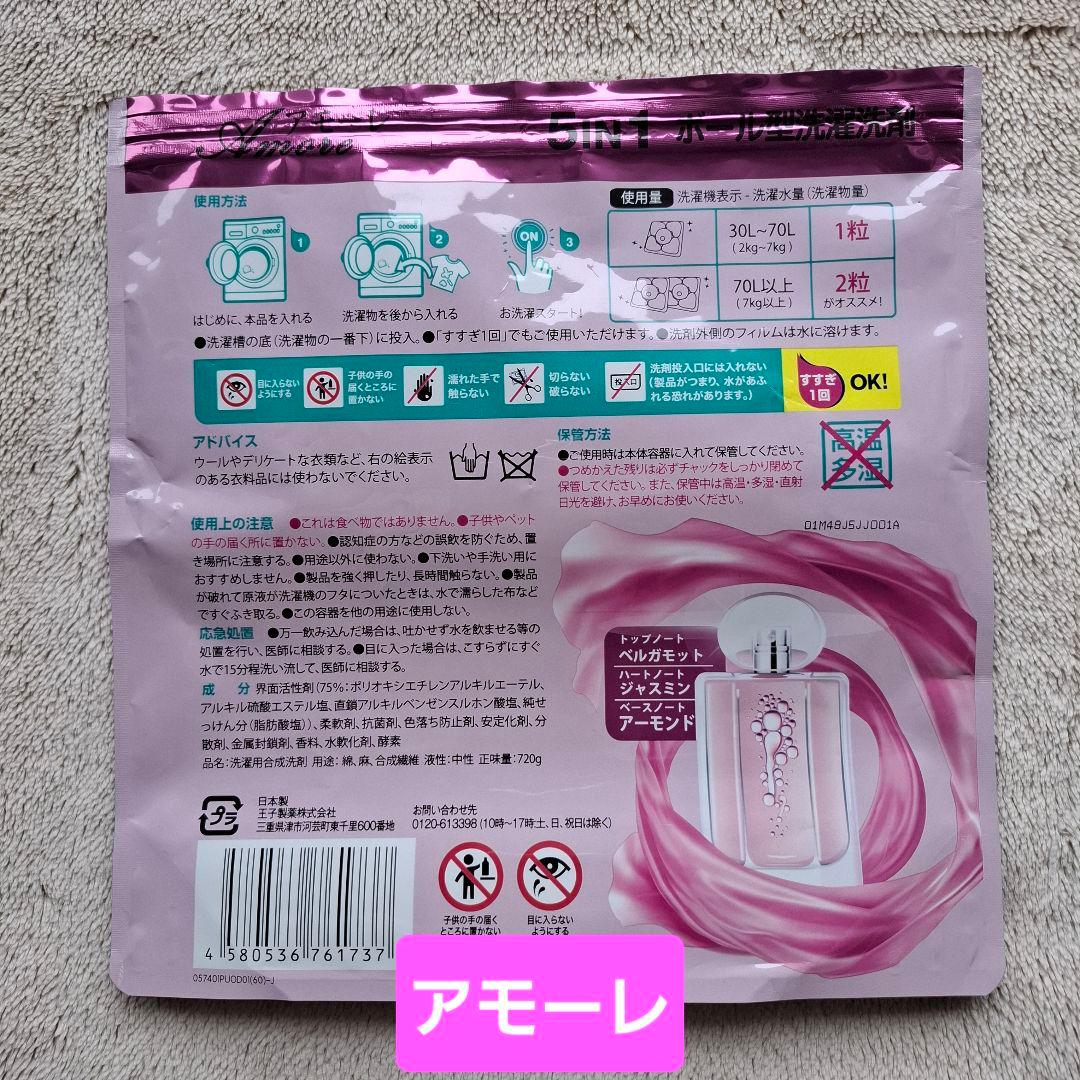 アモーレ
Amore
5IN1 ボール型洗濯洗剤
使用方法
1
2
ON
3
はじめに、本品を入れる
洗濯物を後から入れる
お洗濯スタート!
使用量 洗濯機表示 - 洗濯水量(洗濯物量)
30L~70L
(2kg~7kg)
1粒
70L以上
(7kg以上)
2粒
がオススメ!
●洗濯槽の底(洗濯物の一番下)に投入。●「すすぎ1回」でもご使用いただけます。●洗剤外側のフィルムは水に溶けます。
目に入らない
ようにする
子供の手の
届くところに
置かない
濡れた手で
触らない
切らない
破らない
投入口
洗剤投入口には入れない
(製品がつまり、水があふ
れる恐れがあります。)
すすぎ
1回
OK!
アドバイス
ウールやデリケートな衣類など、右の絵表示
のある衣料品には使わないでください。
保管方法
●ご使用時は本体容器に入れて保管してください。
●つめかえた残りは必ずチャックをしっかり閉めて
保管してください。また、保管中は高温・多湿・直射
日光を避け、お早めにお使いください。
高温
多湿
01M49J5JJ001A
使用上の注意 ●これは食べ物ではありません。●子供やペット
の手の届く所に置かない。●認知症の方などの誤飲を防ぐため、置
き場所に注意する。●用途以外に使わない。●下洗いや手洗い用に
おすすめしません。●製品を強く押したり、長時間触らない。●製品
が破れて原液が洗濯機のフタについたときは、水で濡らした布など
ですぐふき取る。●この容器を他の用途に使用しない。
応急処置 ●万一飲み込んだ場合は、吐かせず水を飲ませる等の
処置を行い、医師に相談する。●目に入った場合は、こすらずにすぐ
水で15分程洗い流して、医師に相談する。
成 分 界面活性剤(75%:ポリオキシエチレンアルキルエーテル、
アルキル硫酸エステル塩、直鎖アルキルベンゼンスルホン酸塩、純せ
っけん分(脂肪酸塩))、柔軟剤、抗菌剤、色落ち防止剤、安定化剤、分
散剤、金属封鎖剤、香料、水軟化剤、酵素
品名:洗濯用合成洗剤 用途:綿、麻、合成繊維 液性:中性 正味量:720g
トップノート
ベルガモット
ハートノート
ジャスミン
ベースノート
アーモンド
プラ
日本製
王子製薬株式会社
三重県津市河芸町東千里600番地
お問い合わせ先
0120-613398 (10時~17時:土、日、祝日は除く)
子供の手の届く
ところに置かない
目に入らない
ようにする
4 580536 761737
057401PUOD01(60)-J
アモーレ